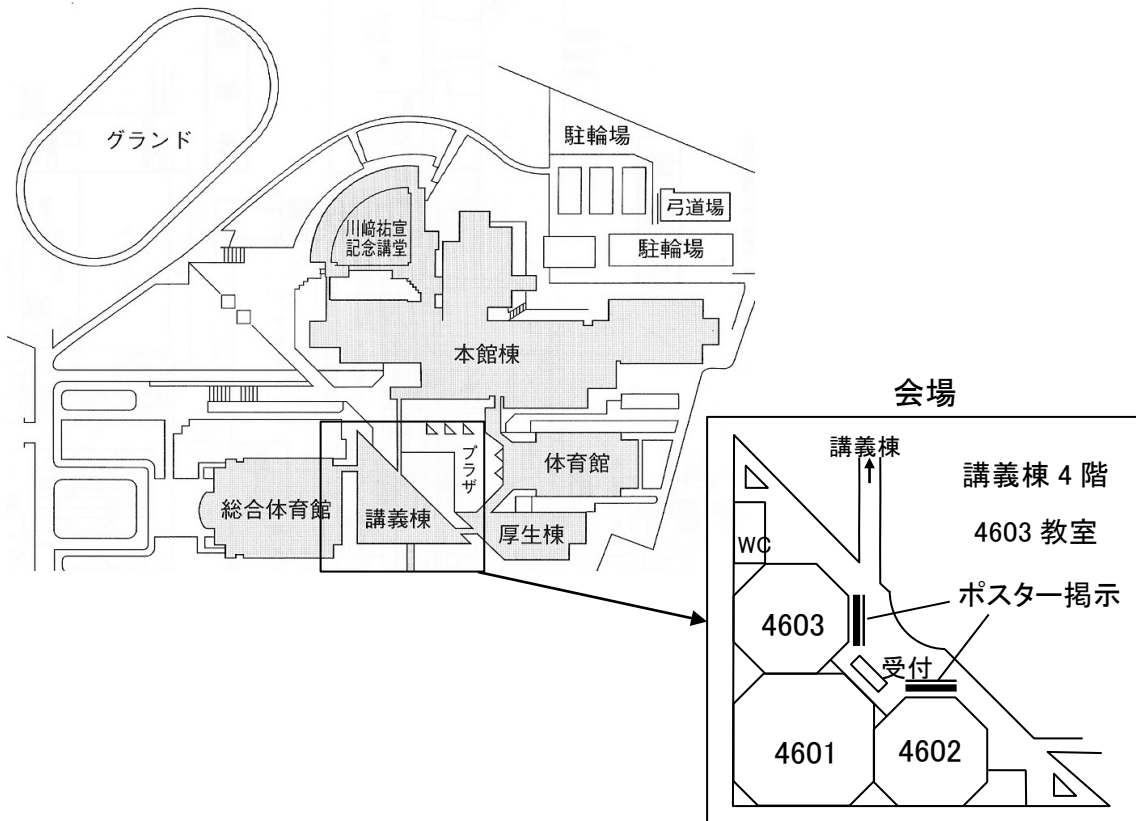 グランド
駐輪場
弓道場
川﨑祐宣
記念講堂
駐輪場
本館棟
プラザ
体育館
総合体育館
講義棟
厚生棟
会場
講義棟
講義棟 4 階
4603 教室
WC
ポスター掲示
4603
受付
4601
4602